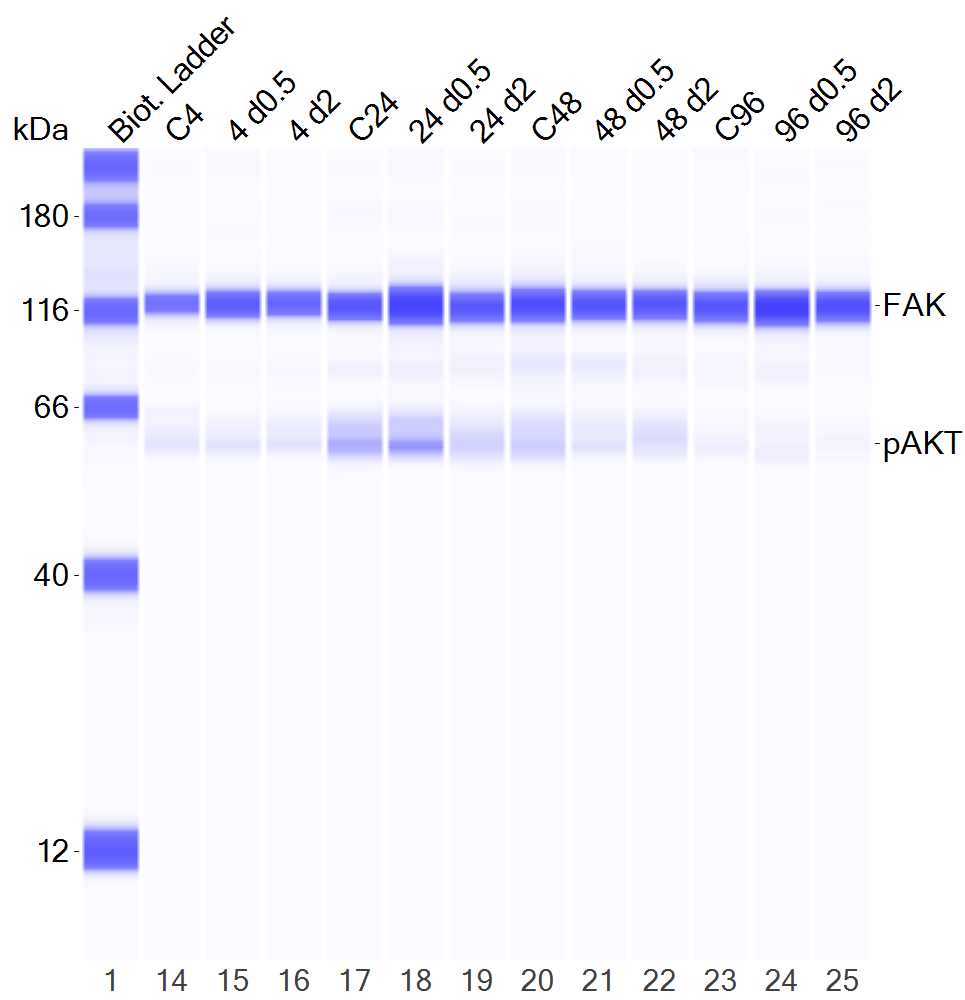 kDa
Biot. Ladder
C4
4 d0.5
4 d2
C24
24 d0.5
24 d2
C48
48 d0.5
48 d2
C96
96 d0.5
96 d2
180
116
FAK
66
pAKT
40
12
1 14 15 16 17 18 19 20 21 22 23 24 25